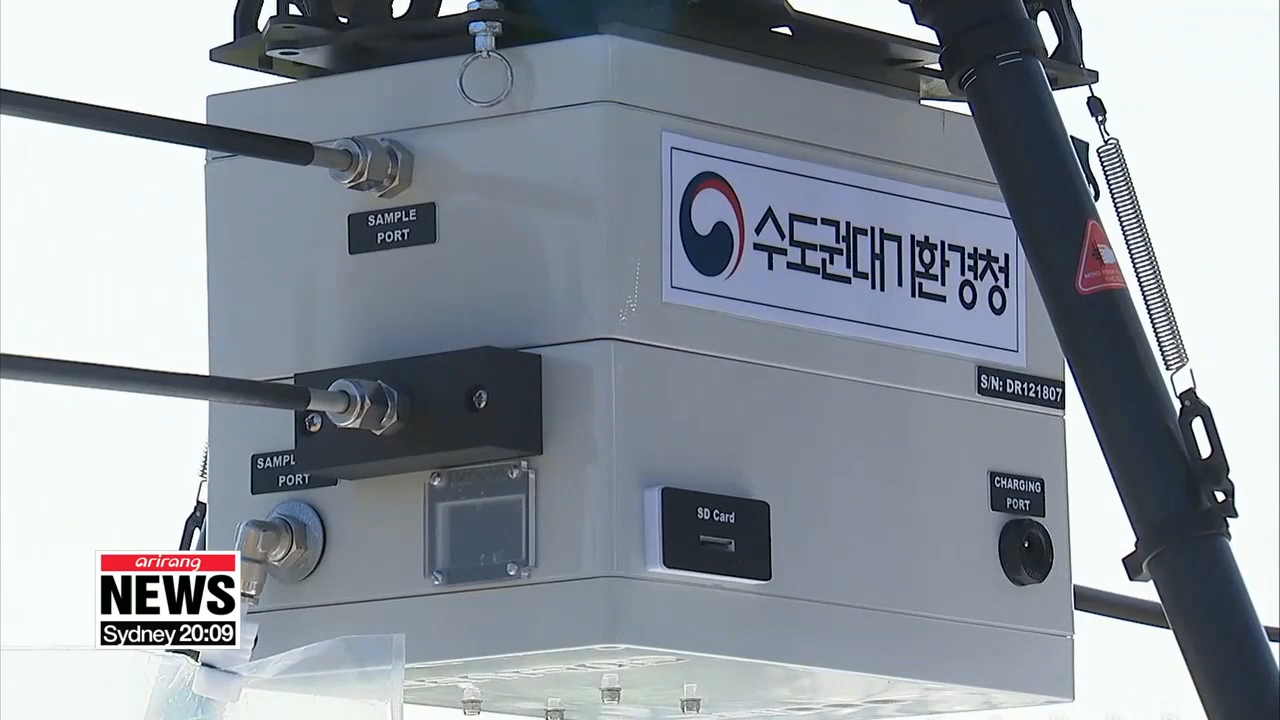 SAMPLE
PORT
수도권대기환경청
S/N: DR121807
SAMPL
PORT
SD Card
CHARGING
PORT
arirang
NEWS
Sydney 20:09